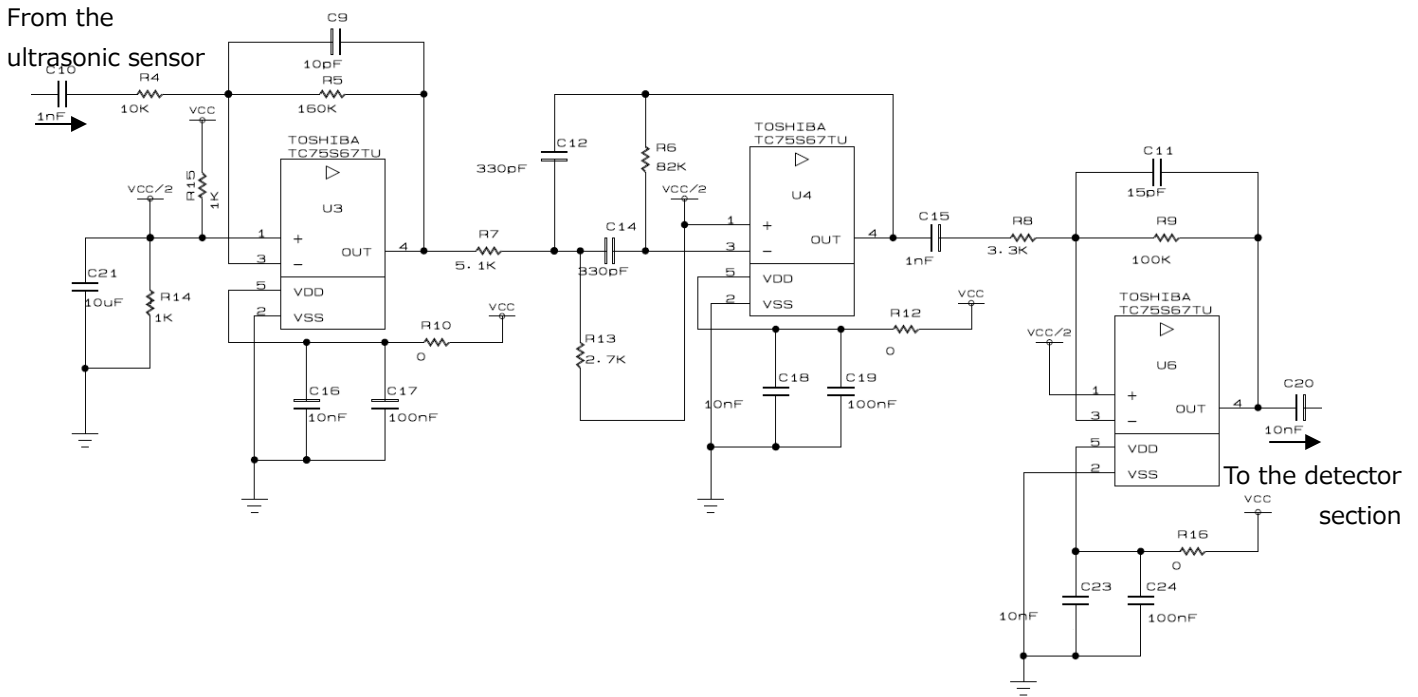 From the
ultrasonic sensor
C10
1nF
R4
10K
C9
10pF
R5
150K
VCC
R15
1K
VCC/2
C21
10uF
R14
1K
TOSHIBA
TC75S67TU
U3
1
+
3
-
OUT
4
5
VDD
2
VSS
R10
0
VCC
C16
10nF
C17
100nF
R7
5.1K
C12
330pF
R6
82K
VCC/2
C14
330pF
R13
2.7K
TOSHIBA
TC75S67TU
U4
1
+
3
-
OUT
4
5
VDD
2
VSS
R12
0
VCC
C18
10nF
C19
100nF
C15
1nF
R8
3.3K
C11
15pF
R9
100K
TOSHIBA
TC75S67TU
VCC/2
U6
1
+
3
-
OUT
4
5
VDD
2
VSS
C20
10nF
To the detector
section
VCC
R16
0
C23
10nF
C24
100nF